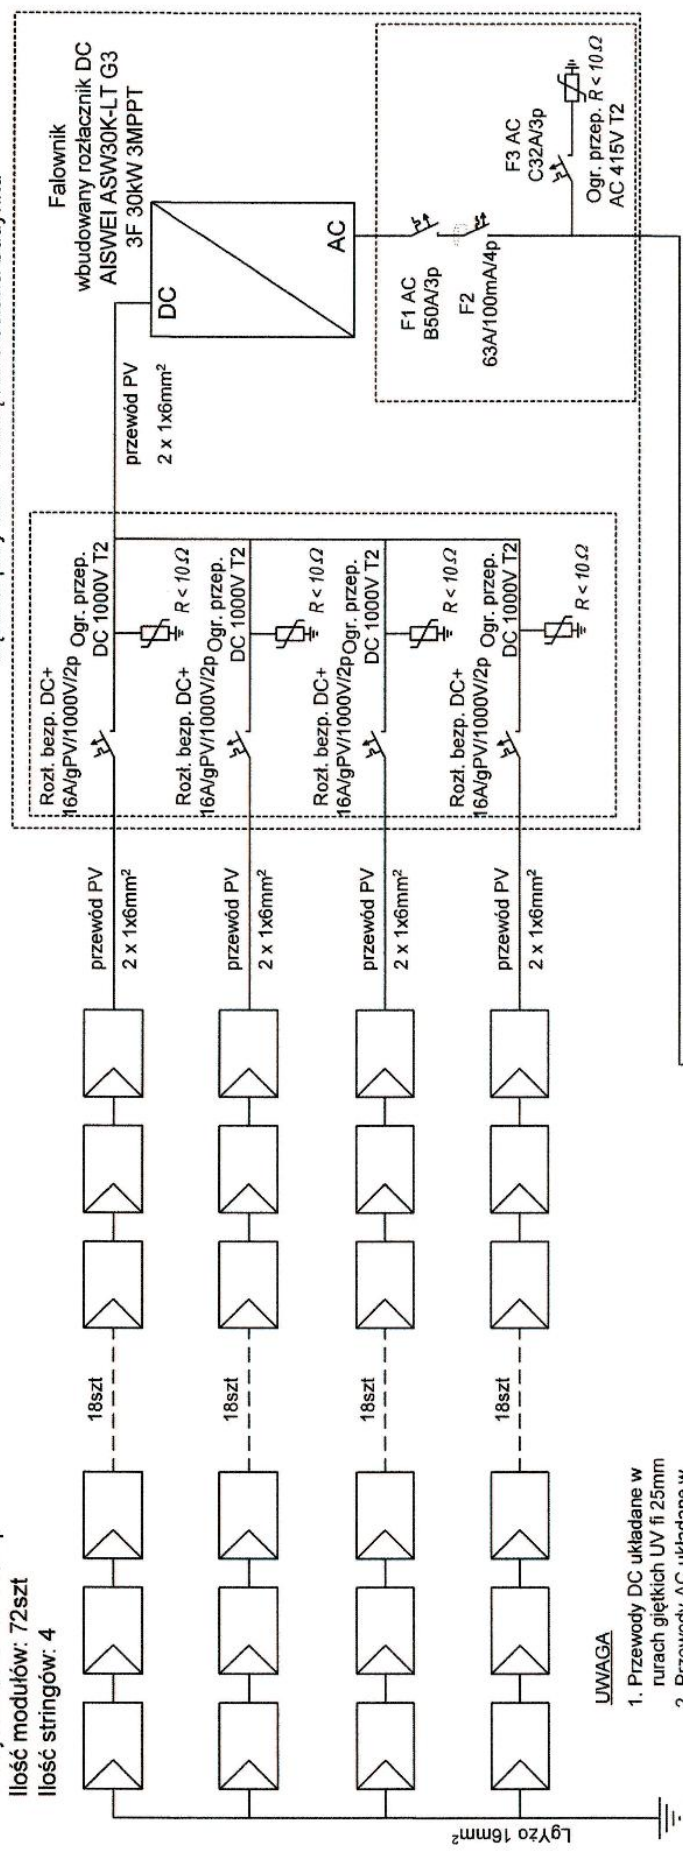 Ilość modułów: 72szt
Ilość stringów: 4
18szt
18szt
18szt
18szt
LgYżo 16mm²
UWAGA
1. Przewody DC układane w
rurach giętkich UV fi 25mm
2. Przewody AC układane w
przewód PV
2 x 1x6mm²
przewód PV
2 x 1x6mm²
przewód PV
2 x 1x6mm²
przewód PV
2 x 1x6mm²
Rozł. bezp. DC+
16A/gPV/1000V/2p
Ogr. przep.
DC 1000V T2
R < 10 Ω
Rozł. bezp. DC+
16A/gPV/1000V/2p
Ogr. przep.
DC 1000V T2
R < 10 Ω
Rozł. bezp. DC+
16A/gPV/1000V/2p
Ogr. przep.
DC 1000V T2
R < 10 Ω
Rozł. bezp. DC+
16A/gPV/1000V/2p
Ogr. przep.
DC 1000V T2
R < 10 Ω
przewód PV
2 x 1x6mm²
Falownik
wbudowany rozłacznik DC
AISWEI ASW30K-LT G3
3F 30kW 3MPPT
DC
AC
F1 AC
B50A/3p
F2
63A/100mA/4p
F3 AC
C32A/3p
Ogr. przep. R < 10 Ω
AC 415V T2